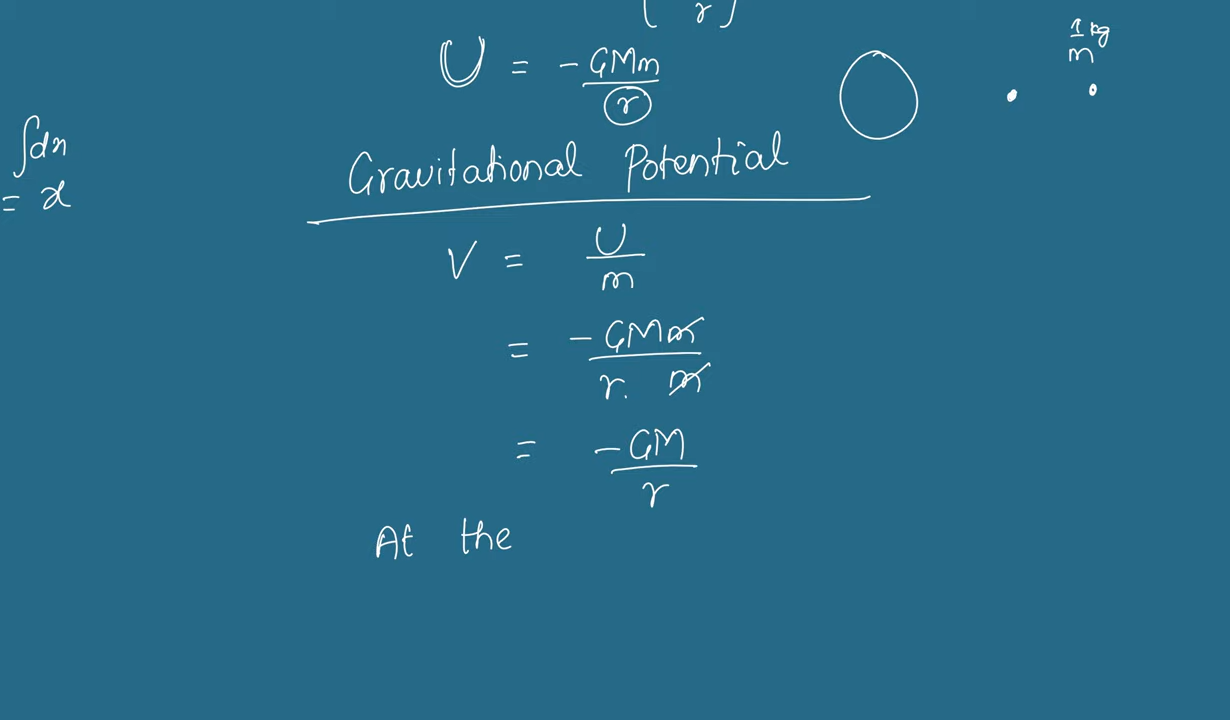 r
1 kg
m
U = -GMm / r
∫dx
= x
Gravitational Potential
V = U / m
= -GMm / r. m
= -GM / r
At the